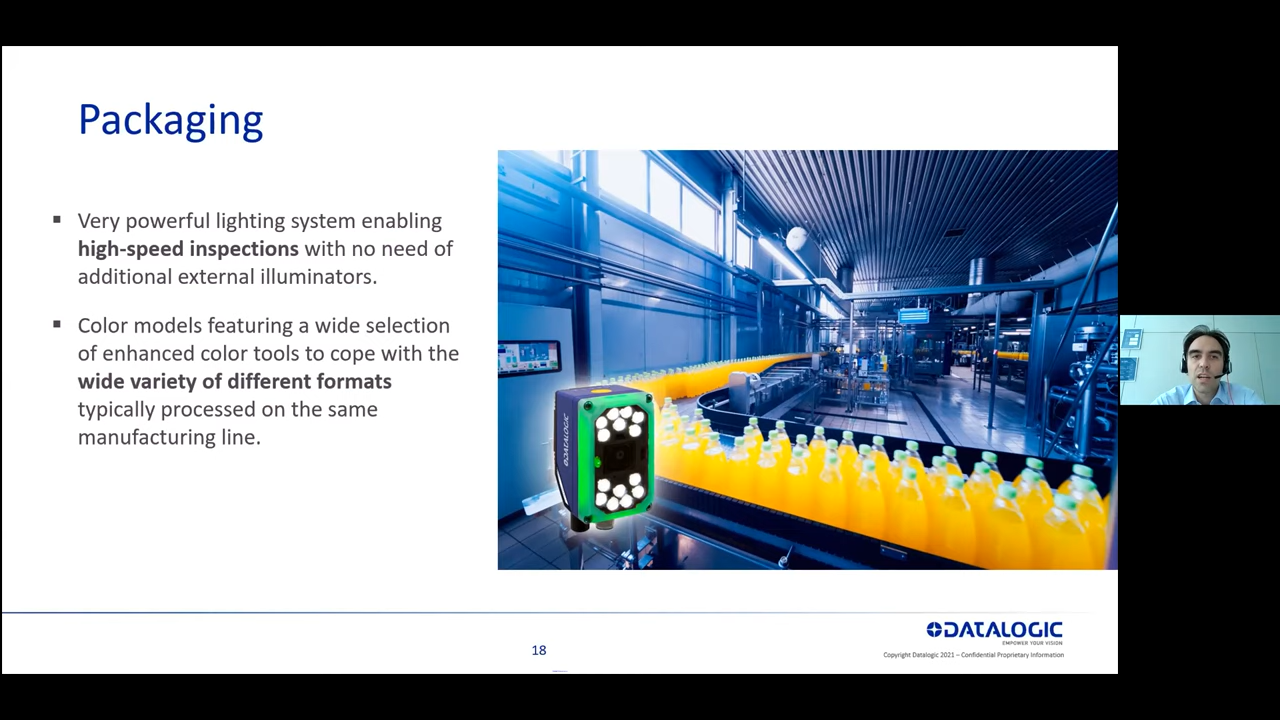 Packaging
▪ Very powerful lighting system enabling
high-speed inspections with no need of
additional external illuminators.
▪ Color models featuring a wide selection
of enhanced color tools to cope with the
wide variety of different formats
typically processed on the same
manufacturing line.
DATALOGIC
18
DATALOGIC
EMPOWER YOUR VISION
Copyright Datalogic 2021 – Confidential Proprietary Information